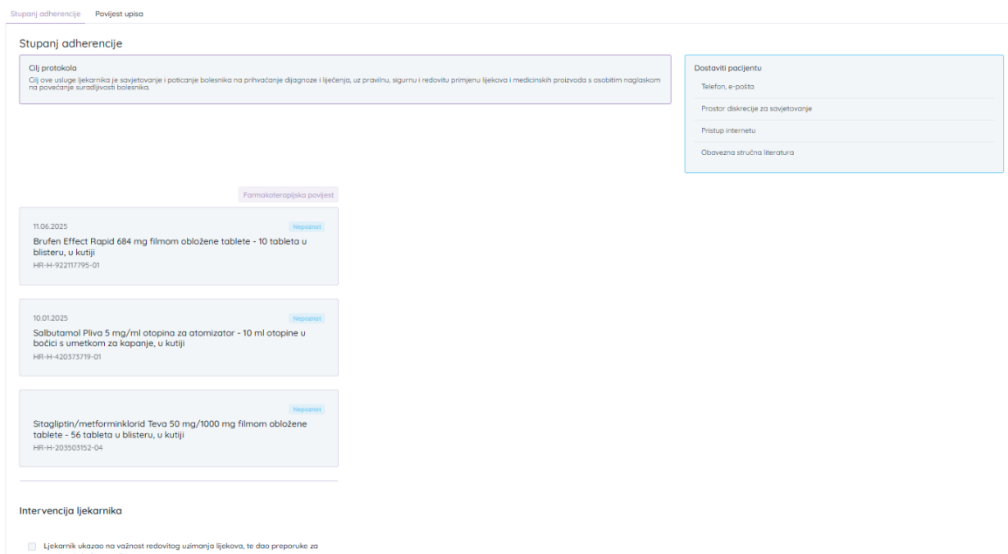 Stupanj adherencije Povijest upisa
Stupanj adherencije
Cilj protokola
Cilj ove usluge ljekarnika je savjetovanje i poticanje bolesnika na prihvaćanje dijagnoze i liječenja, uz pravilnu, sigurnu i redovitu primjenu lijekova i medicinskih proizvoda s osobitim naglaskom
na povećanje suradljivosti bolesnika.
Dostaviti pacijentu
Telefon, e-pošta
Prostor diskrecije za savjetovanje
Pristup internetu
Obavezna stručna literatura
Farmakoterapijska povijest
11.06.2025 Nepoznat
Brufen Effect Rapid 684 mg filmom obložene tablete - 10 tableta u
blisteru, u kutiji
HR-H-922117795-01
10.01.2025 Nepoznat
Salbutamol Pliva 5 mg/ml otopina za atomizator - 10 ml otopine u
bočici s umetkom za kapanje, u kutiji
HR-H-420373719-01
Nepoznat
Sitagliptin/metforminklorid Teva 50 mg/1000 mg filmom obložene
tablete - 56 tableta u blisteru, u kutiji
HR-H-203503152-04
Intervencija ljekarnika
Ljekarnik ukazao na važnost redovitog uzimanja lijekova, te dao preporuke za